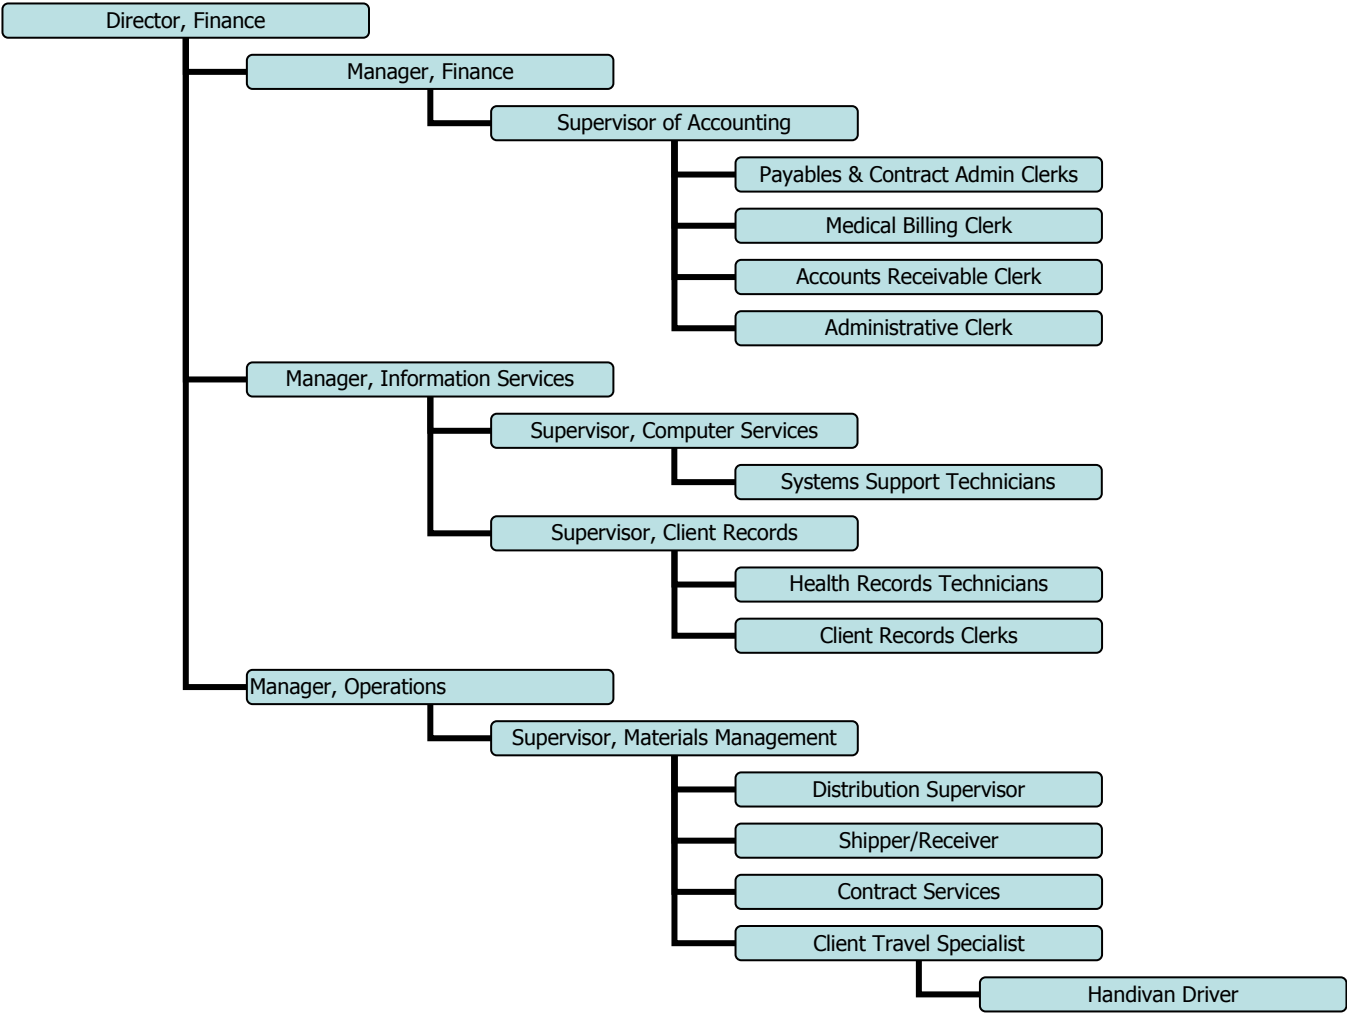 Director, Finance
Manager, Finance
Supervisor of Accounting
Payables & Contract Admin Clerks
Medical Billing Clerk
Accounts Receivable Clerk
Administrative Clerk
Manager, Information Services
Supervisor, Computer Services
Systems Support Technicians
Supervisor, Client Records
Health Records Technicians
Client Records Clerks
Manager, Operations
Supervisor, Materials Management
Distribution Supervisor
Shipper/Receiver
Contract Services
Client Travel Specialist
Handivan Driver